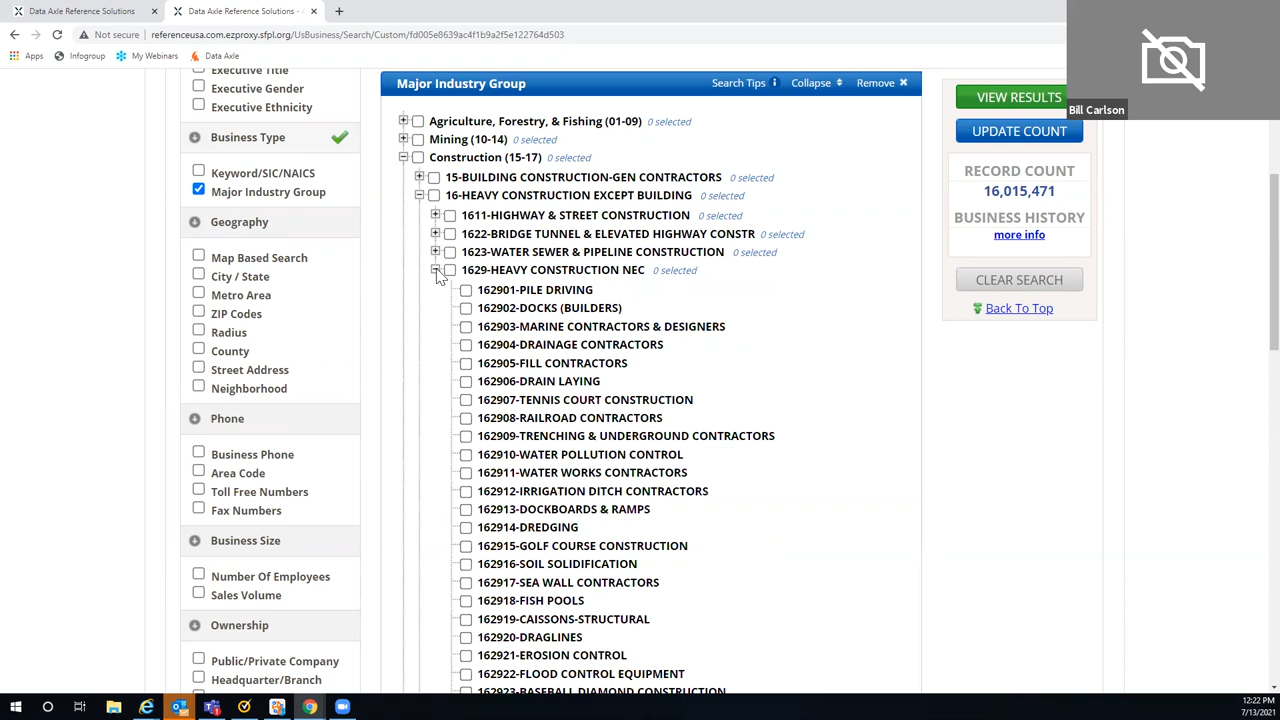 Data Axle Reference Solutions
Data Axle Reference Solutions - A
Not secure
referenceusa.com.ezproxy.sfpl.org/UsBusiness/Search/Custom/fd005e8639ac4f1b9a2f5e122764d503
Apps
Infogroup
My Webinars
Data Axle
Bill Carlson
Executive Title
Executive Gender
Executive Ethnicity
Business Type
Keyword/SIC/NAICS
Major Industry Group
Geography
Map Based Search
City / State
Metro Area
ZIP Codes
Radius
County
Street Address
Neighborhood
Phone
Business Phone
Area Code
Toll Free Numbers
Fax Numbers
Business Size
Number Of Employees
Sales Volume
Ownership
Public/Private Company
Headquarter/Branch
Major Industry Group
Search Tips i
Collapse
Remove
Agriculture, Forestry, & Fishing (01-09) 0 selected
Mining (10-14) 0 selected
Construction (15-17) 0 selected
15-BUILDING CONSTRUCTION-GEN CONTRACTORS 0 selected
16-HEAVY CONSTRUCTION EXCEPT BUILDING 0 selected
1611-HIGHWAY & STREET CONSTRUCTION 0 selected
1622-BRIDGE TUNNEL & ELEVATED HIGHWAY CONSTR 0 selected
1623-WATER SEWER & PIPELINE CONSTRUCTION 0 selected
1629-HEAVY CONSTRUCTION NEC 0 selected
162901-PILE DRIVING
162902-DOCKS (BUILDERS)
162903-MARINE CONTRACTORS & DESIGNERS
162904-DRAINAGE CONTRACTORS
162905-FILL CONTRACTORS
162906-DRAIN LAYING
162907-TENNIS COURT CONSTRUCTION
162908-RAILROAD CONTRACTORS
162909-TRENCHING & UNDERGROUND CONTRACTORS
162910-WATER POLLUTION CONTROL
162911-WATER WORKS CONTRACTORS
162912-IRRIGATION DITCH CONTRACTORS
162913-DOCKBOARDS & RAMPS
162914-DREDGING
162915-GOLF COURSE CONSTRUCTION
162916-SOIL SOLIDIFICATION
162917-SEA WALL CONTRACTORS
162918-FISH POOLS
162919-CAISSONS-STRUCTURAL
162920-DRAGLINES
162921-EROSION CONTROL
162922-FLOOD CONTROL EQUIPMENT
162923-BASEBALL DIAMOND CONSTRUCTION
VIEW RESULTS
UPDATE COUNT
RECORD COUNT
16,015,471
BUSINESS HISTORY
more info
CLEAR SEARCH
Back To Top
12:22 PM
7/13/2021